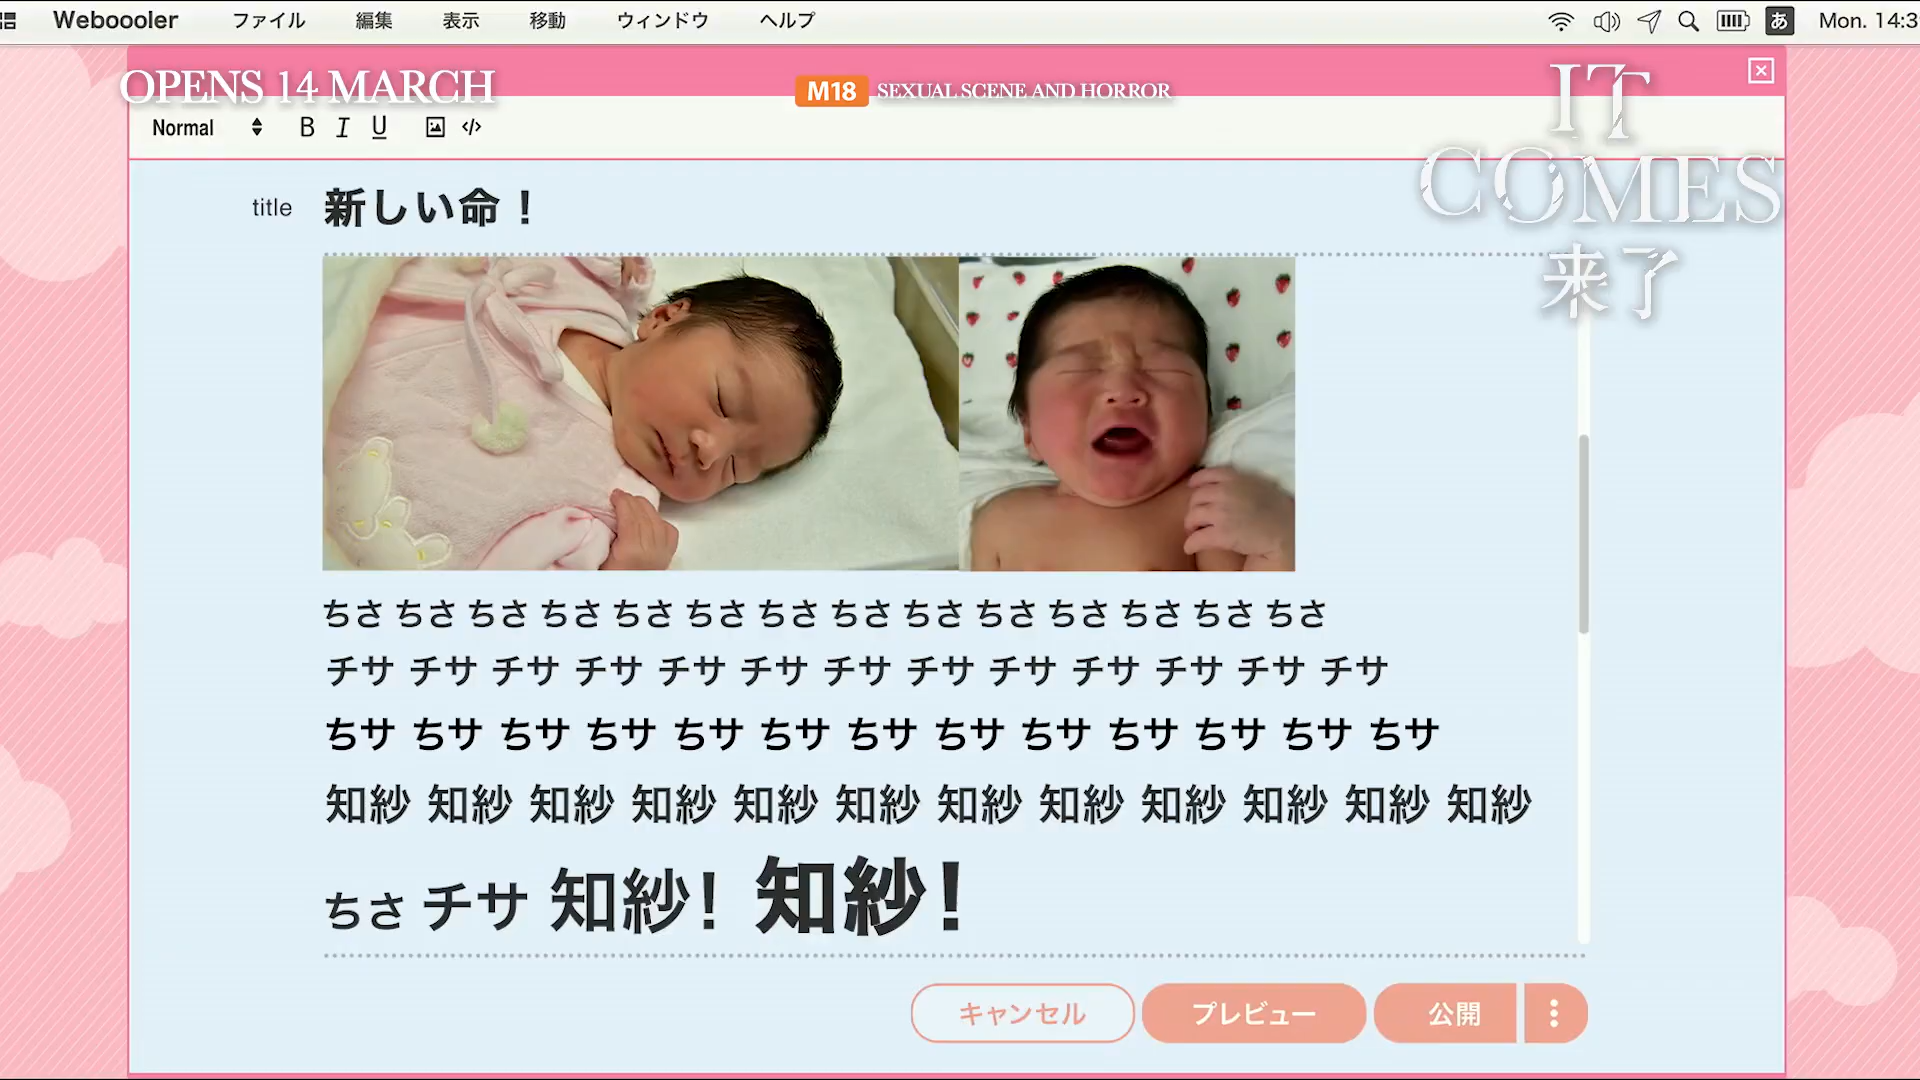 Weboooler ファイル 編集 表示 移動 ウィンドウ ヘルプ あ Mon. 14:3
OPENS 14 MARCH
M18 SEXUAL SCENE AND HORROR
IT
COMES
来了
Normal B I U </>
title 新しい命！
ちさ ちさ ちさ ちさ ちさ ちさ ちさ ちさ ちさ ちさ ちさ ちさ ちさ ちさ
チサ チサ チサ チサ チサ チサ チサ チサ チサ チサ チサ チサ チサ
ちサ ちサ ちサ ちサ ちサ ちサ ちサ ちサ ちサ ちサ ちサ ちサ ちサ
知紗 知紗 知紗 知紗 知紗 知紗 知紗 知紗 知紗 知紗 知紗 知紗
ちさ チサ 知紗！ 知紗！
キャンセル プレビュー 公開